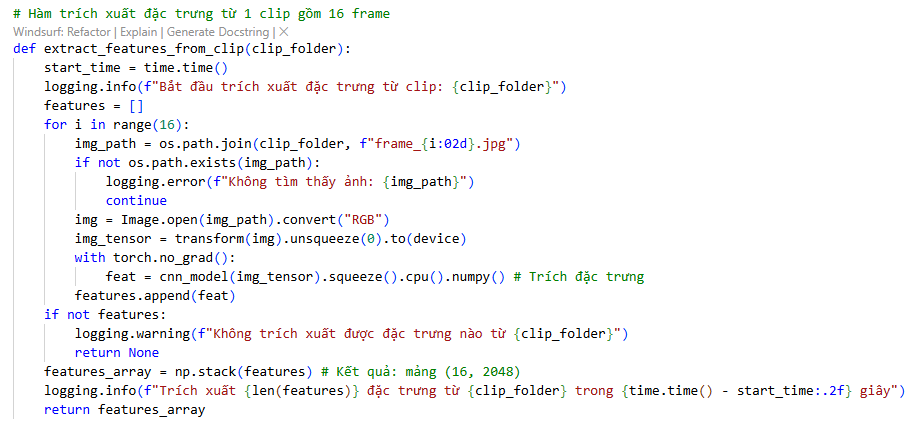 # Hàm trích xuất đặc trưng từ 1 clip gồm 16 frame
Windsurf: Refactor | Explain | Generate Docstring | ✕
def extract_features_from_clip(clip_folder):
    start_time = time.time()
    logging.info(f"Bắt đầu trích xuất đặc trưng từ clip: {clip_folder}")
    features = []
    for i in range(16):
        img_path = os.path.join(clip_folder, f"frame_{i:02d}.jpg")
        if not os.path.exists(img_path):
            logging.error(f"Không tìm thấy ảnh: {img_path}")
            continue
        img = Image.open(img_path).convert("RGB")
        img_tensor = transform(img).unsqueeze(0).to(device)
        with torch.no_grad():
            feat = cnn_model(img_tensor).squeeze().cpu().numpy() # Trích đặc trưng
        features.append(feat)
    if not features:
        logging.warning(f"Không trích xuất được đặc trưng nào từ {clip_folder}")
        return None
    features_array = np.stack(features) # Kết quả: mảng (16, 2048)
    logging.info(f"Trích xuất {len(features)} đặc trưng từ {clip_folder} trong {time.time() - start_time:.2f} giây")
    return features_array